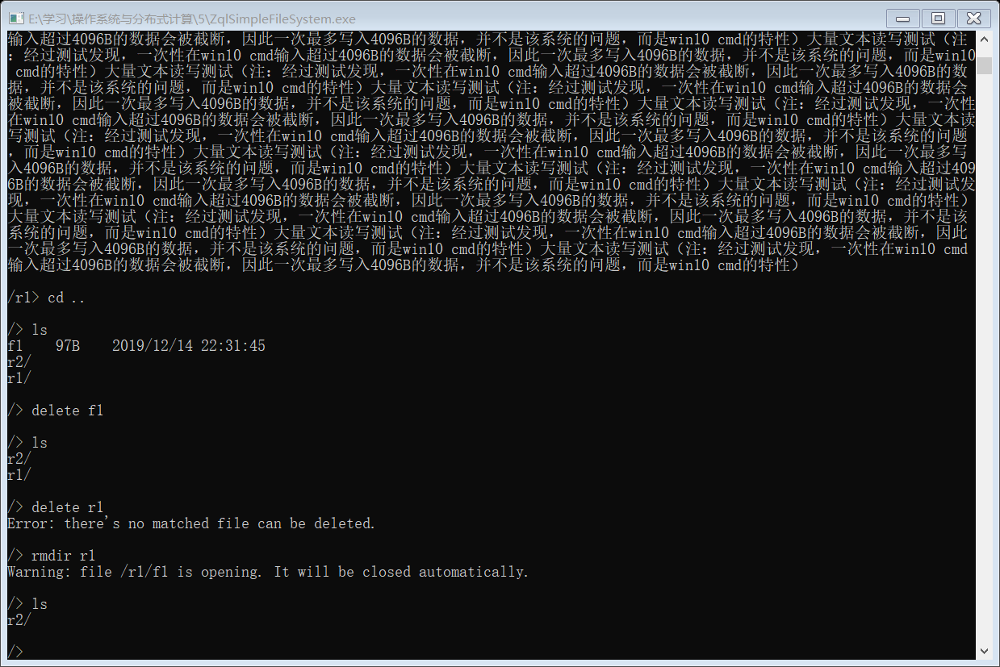 E:\学习\操作系统与分布式计算\5\ZqlSimpleFileSystem.exe
输入超过4096B的数据会被截断，因此一次最多写入4096B的数据，并不是该系统的问题，而是win10 cmd的特性）大量文本读写测试（注
：经过测试发现，一次性在win10 cmd输入超过4096B的数据会被截断，因此一次最多写入4096B的数据，并不是该系统的问题，而是win10
 cmd的特性）大量文本读写测试（注：经过测试发现，一次性在win10 cmd输入超过4096B的数据会被截断，因此一次最多写入4096B的数
据，并不是该系统的问题，而是win10 cmd的特性）大量文本读写测试（注：经过测试发现，一次性在win10 cmd输入超过4096B的数据会
被截断，因此一次最多写入4096B的数据，并不是该系统的问题，而是win10 cmd的特性）大量文本读写测试（注：经过测试发现，一次性
在win10 cmd输入超过4096B的数据会被截断，因此一次最多写入4096B的数据，并不是该系统的问题，而是win10 cmd的特性）大量文本读
写测试（注：经过测试发现，一次性在win10 cmd输入超过4096B的数据会被截断，因此一次最多写入4096B的数据，并不是该系统的问题
，而是win10 cmd的特性）大量文本读写测试（注：经过测试发现，一次性在win10 cmd输入超过4096B的数据会被截断，因此一次最多写
入4096B的数据，并不是该系统的问题，而是win10 cmd的特性）大量文本读写测试（注：经过测试发现，一次性在win10 cmd输入超过409
6B的数据会被截断，因此一次最多写入4096B的数据，并不是该系统的问题，而是win10 cmd的特性）大量文本读写测试（注：经过测试发
现，一次性在win10 cmd输入超过4096B的数据会被截断，因此一次最多写入4096B的数据，并不是该系统的问题，而是win10 cmd的特性）
大量文本读写测试（注：经过测试发现，一次性在win10 cmd输入超过4096B的数据会被截断，因此一次最多写入4096B的数据，并不是该
系统的问题，而是win10 cmd的特性）大量文本读写测试（注：经过测试发现，一次性在win10 cmd输入超过4096B的数据会被截断，因此
一次最多写入4096B的数据，并不是该系统的问题，而是win10 cmd的特性）大量文本读写测试（注：经过测试发现，一次性在win10 cmd
输入超过4096B的数据会被截断，因此一次最多写入4096B的数据，并不是该系统的问题，而是win10 cmd的特性）
/r1> cd ..
/> ls
f1    97B    2019/12/14 22:31:45
r2/
r1/
/> delete f1
/> ls
r2/
r1/
/> delete r1
Error: there's no matched file can be deleted.
/> rmdir r1
Warning: file /r1/f1 is opening. It will be closed automatically.
/> ls
r2/
/>